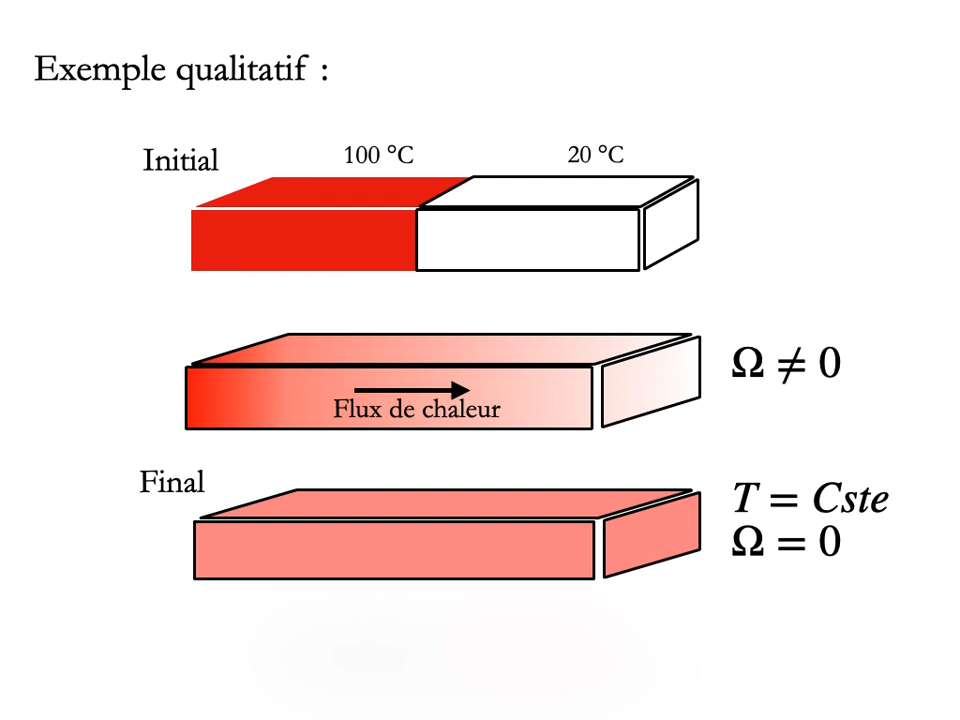 Exemple qualitatif :
Initial
100 °C
20 °C
Ω ≠ 0
Flux de chaleur
Final
T = Cste
Ω = 0